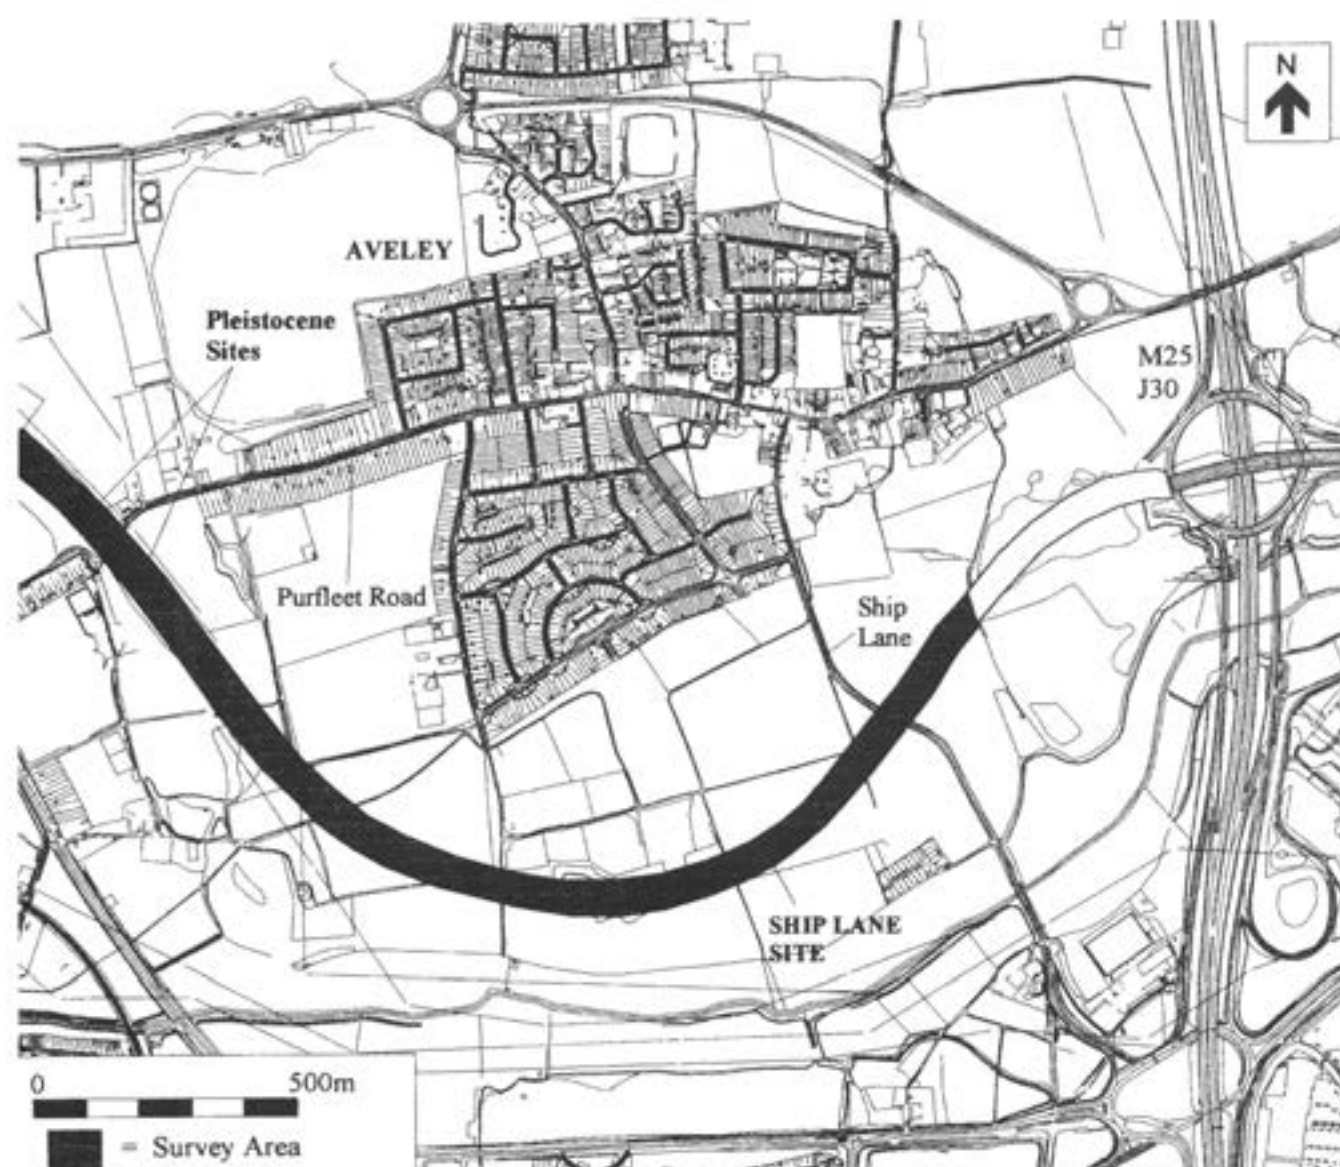 N
AVELEY
Pleistocene
Sites
M25
J30
Purfleet Road
Ship
Lane
SHIP LANE
SITE
0 500m
= Survey Area